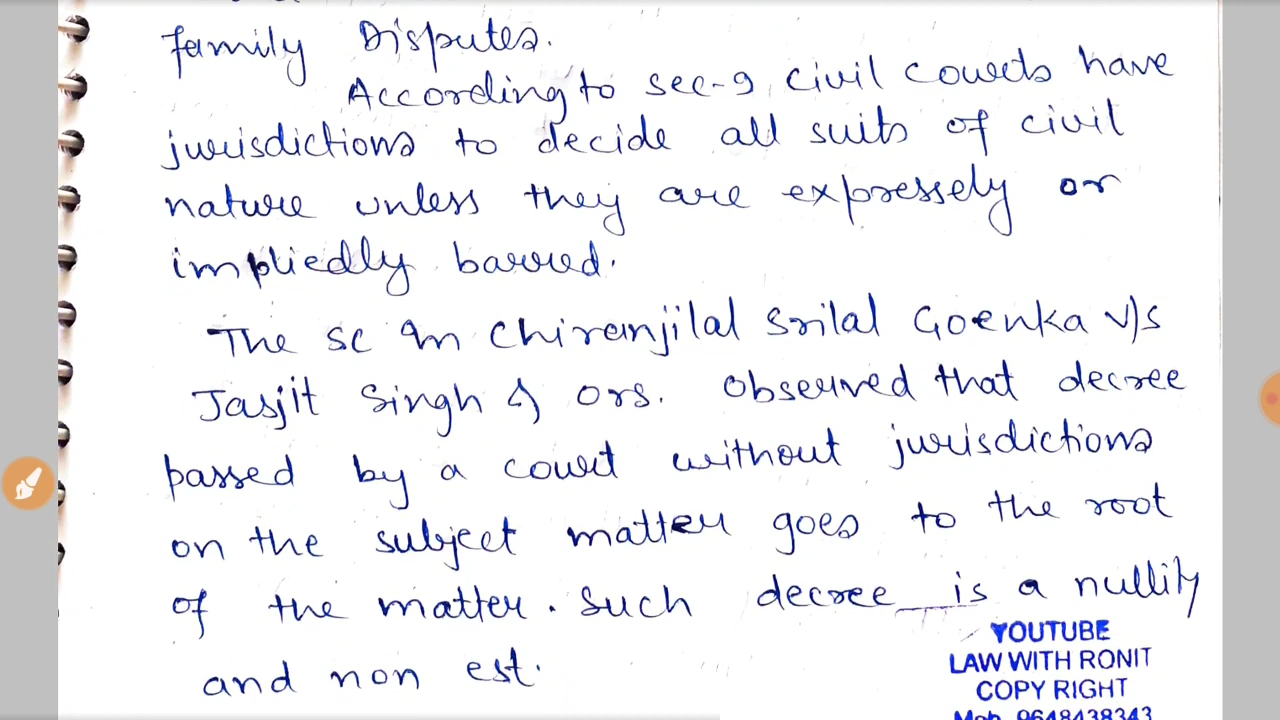 family Disputes.
According to sec-9, civil courts have
jurisdictions to decide all suits of civil
nature unless they are expressely or
impliedly barred.
The SC In Chiranjilal Srilal Goenka v/s
Jasjit Singh & ors. Observed that decree
passed by a court without jurisdictions
on the subject matter goes to the root
of the matter. Such decree is a nullity
and non est.
YOUTUBE
LAW WITH RONIT
COPY RIGHT
Mob. 9648438343